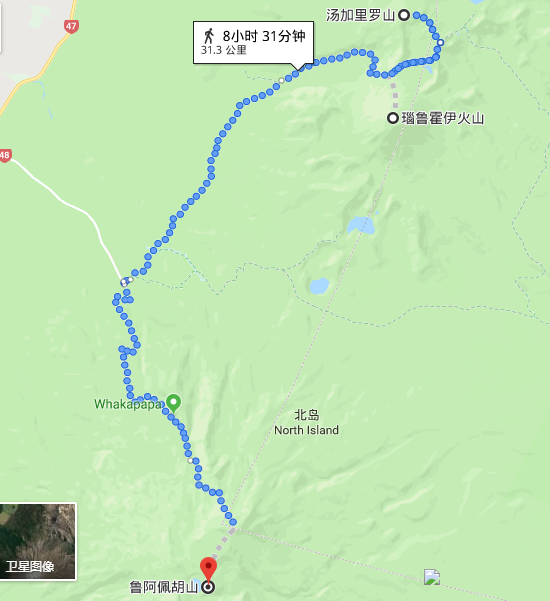 汤加里罗山
47
8小时 31分钟
31.3 公里
瑙鲁霍伊火山
48
Whakapapa
北岛
North Island
卫星图像
鲁阿佩胡山